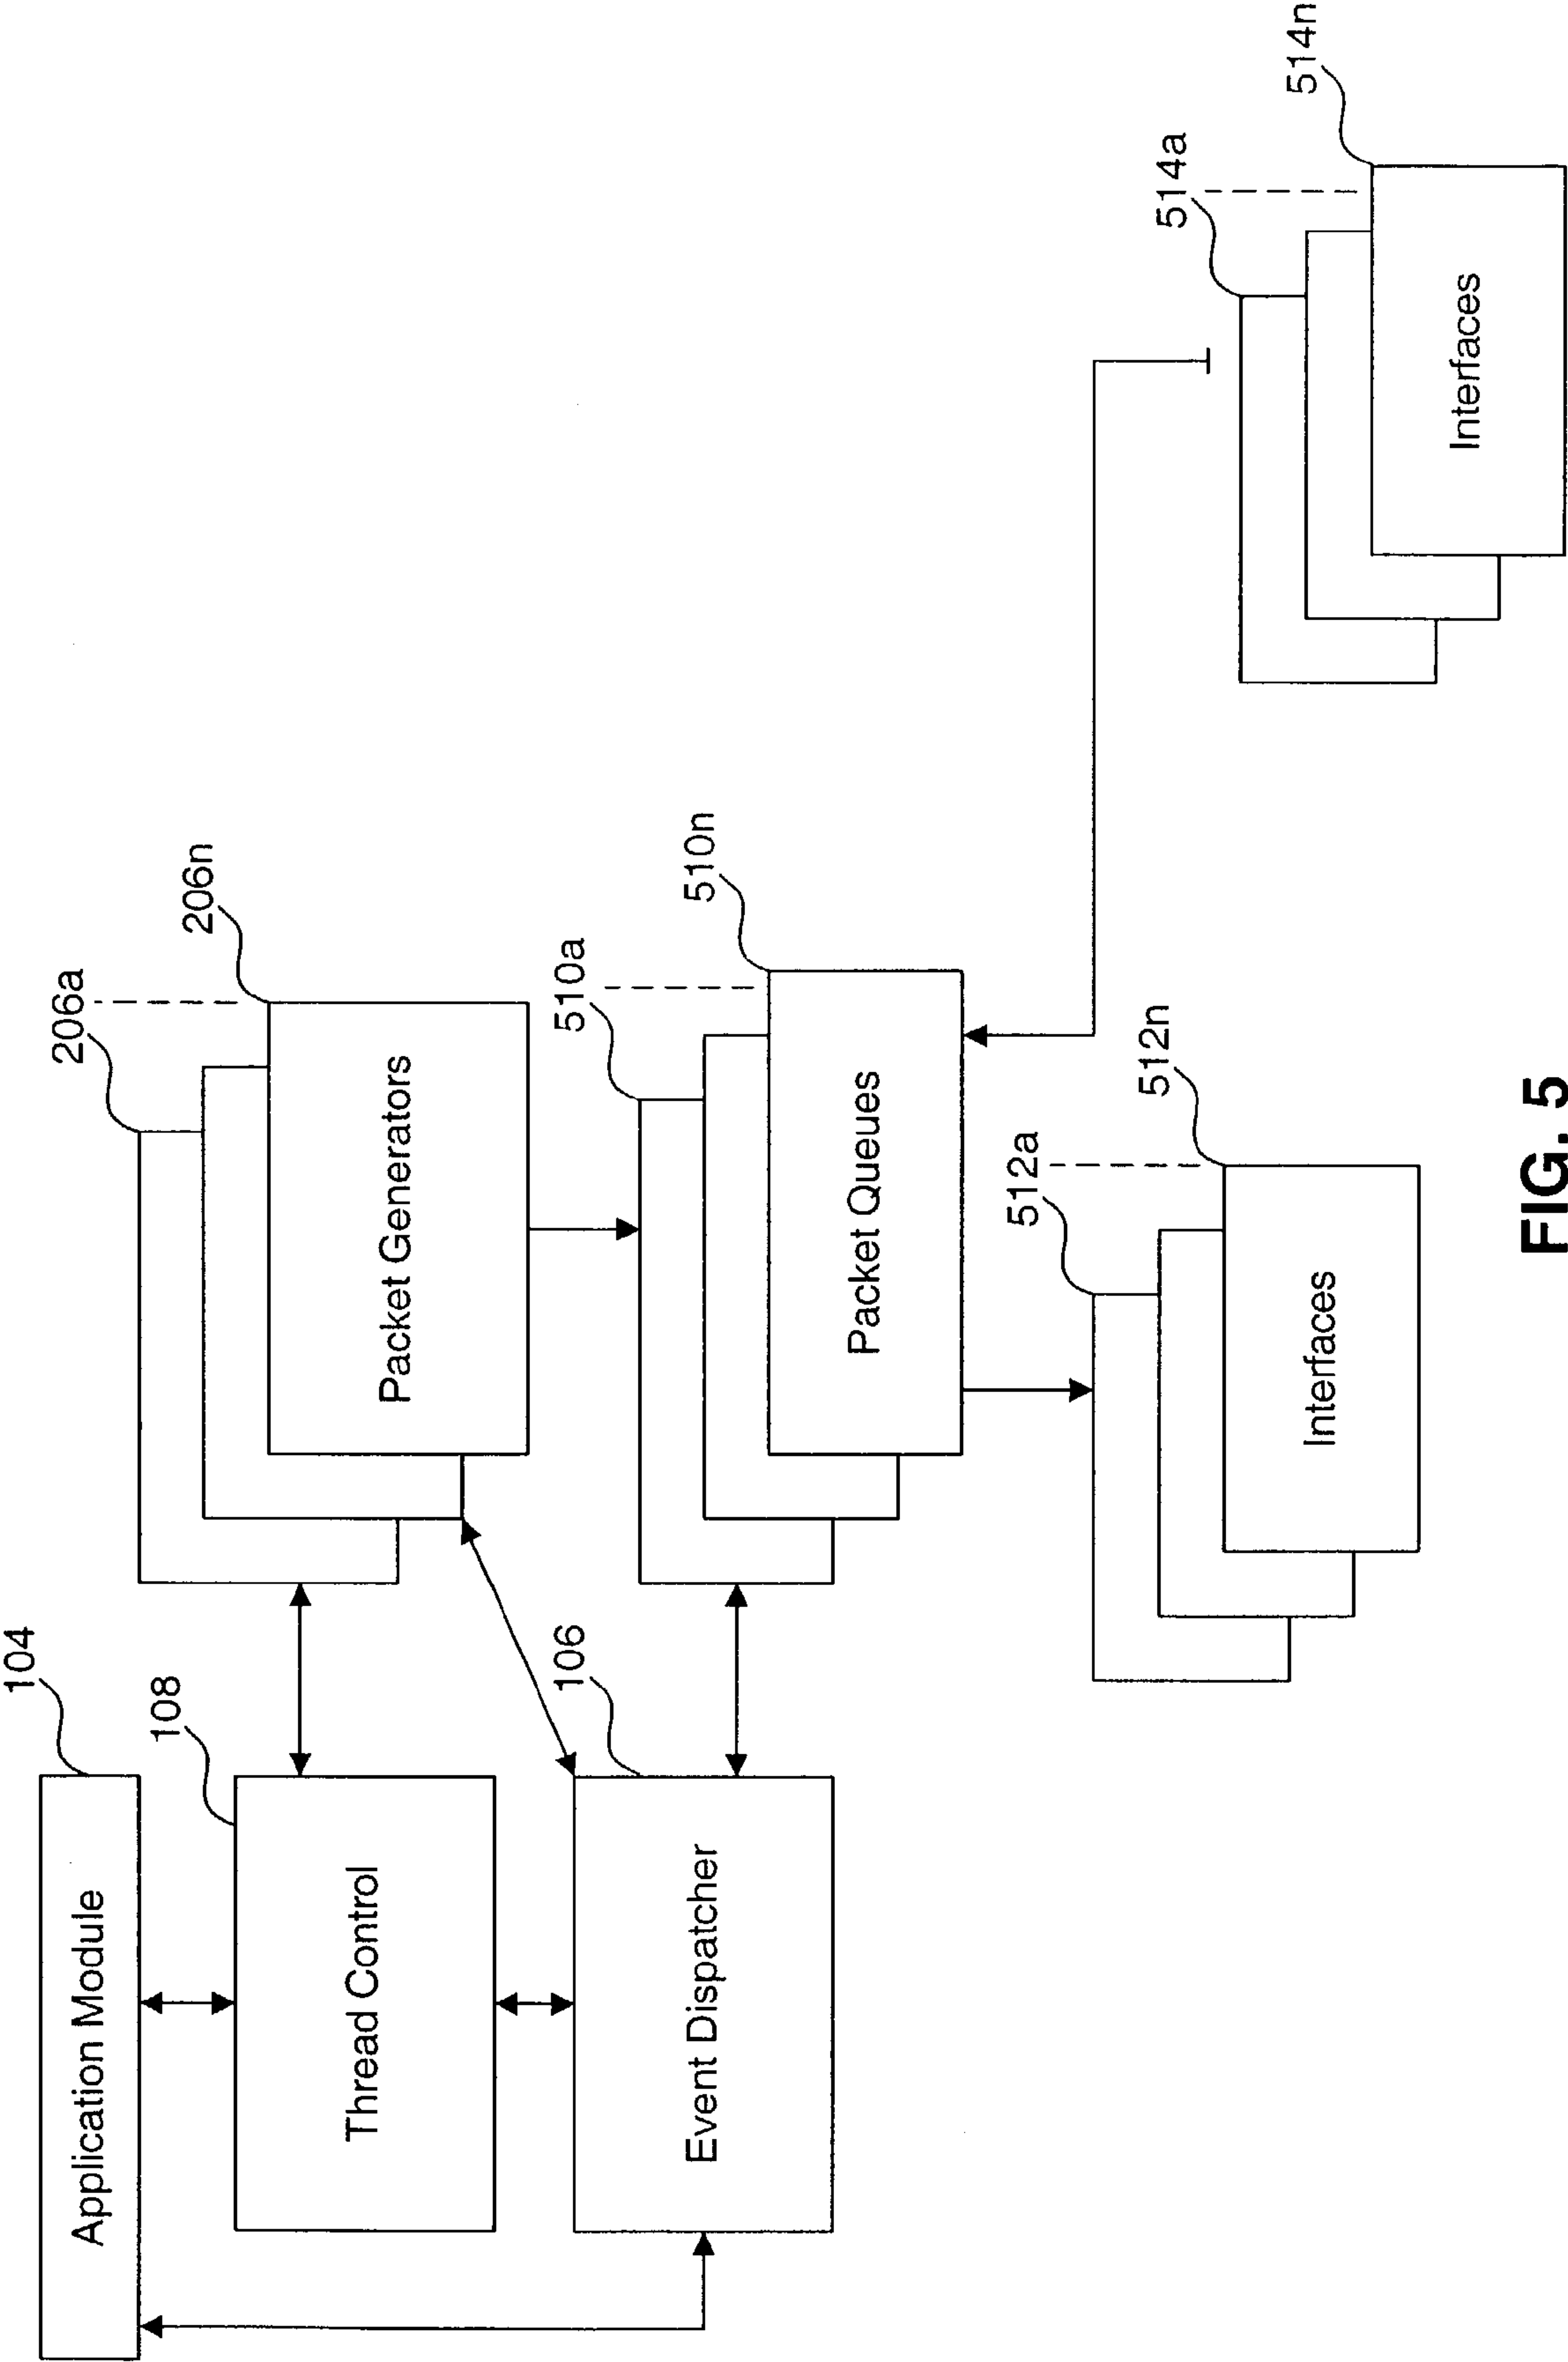 104
Application Module
108
Thread Control
106
Event Dispatcher
206a
206n
Packet Generators
510a
510n
Packet Queues
512a
512n
Interfaces
514a
514n
Interfaces
FIG. 5